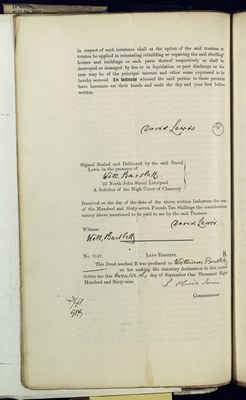 in respect of such insurance shall at the option of the said trustees or
trustee be applied in reinstating rebuilding or repairing the said dwelling
houses and buildings or such parts thereof respectively as shall be
destroyed or damaged by fire or in liquidation or part discharge as the
case may be of the principal interest and other sums expressed to be
hereby secured In witness whereof the said parties to these presents
have hereunto set their hands and seals the day and year first before
written
David Lewis
Signed Sealed and Delivered by the said David
Lewis in the presence of
Will. Bartlett
22 North John Street Liverpool
A Solicitor of the High Court of Chancery
Received on the day of the date of the above written Indenture the sum
of Six Hundred and Sixty-seven Pounds Ten Shillings the consideration
money above mentioned to be paid to me by the said Trustees
David Lewis
Witness
Will. Bartlett
No. 1547. Land Registry. B
This Deed marked B was produced to William Bartlett
on his making the statutory declaration in this matter
before me this day of September One Thousand Eight
Hundred and Sixty-nine
Commissioner